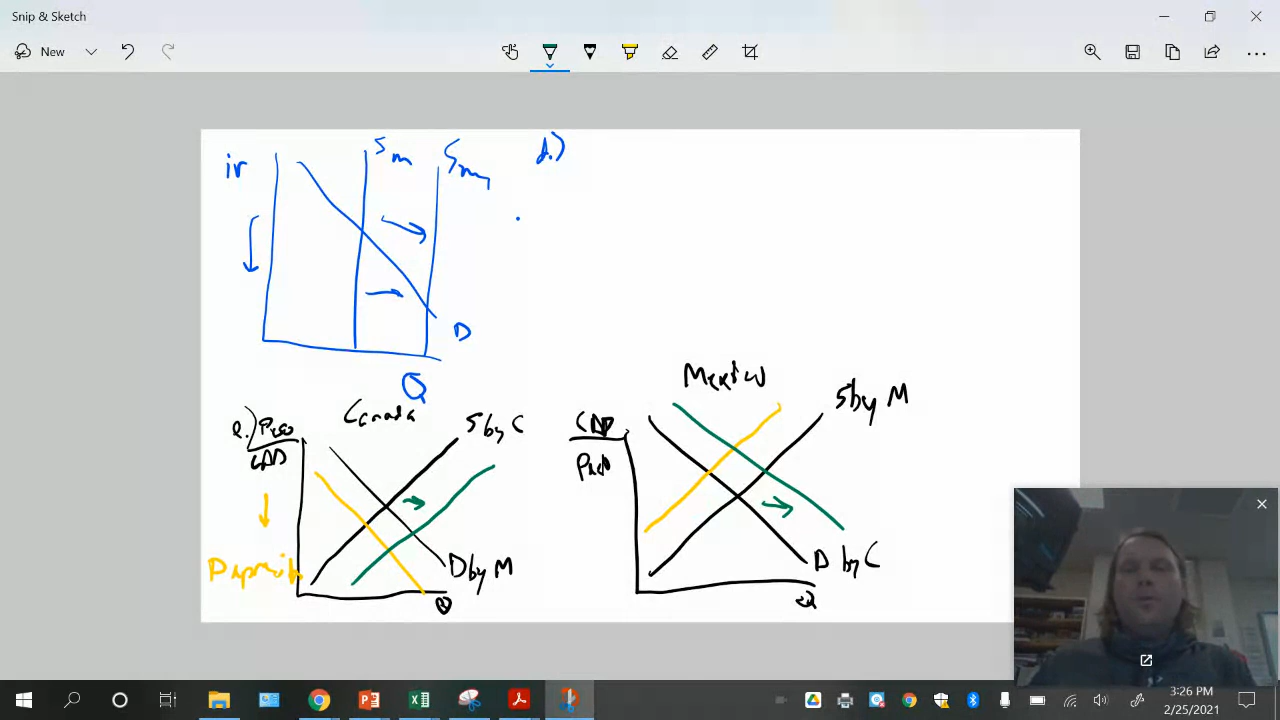 Snip & Sketch
New
ir
Sm
Sm
d.)
D
Q
Canada
Mexico
P.) Peso
CAD
S by C
CAD
Peso
S by M
D by M
D by C
Q
Q
3:26 PM
2/25/2021